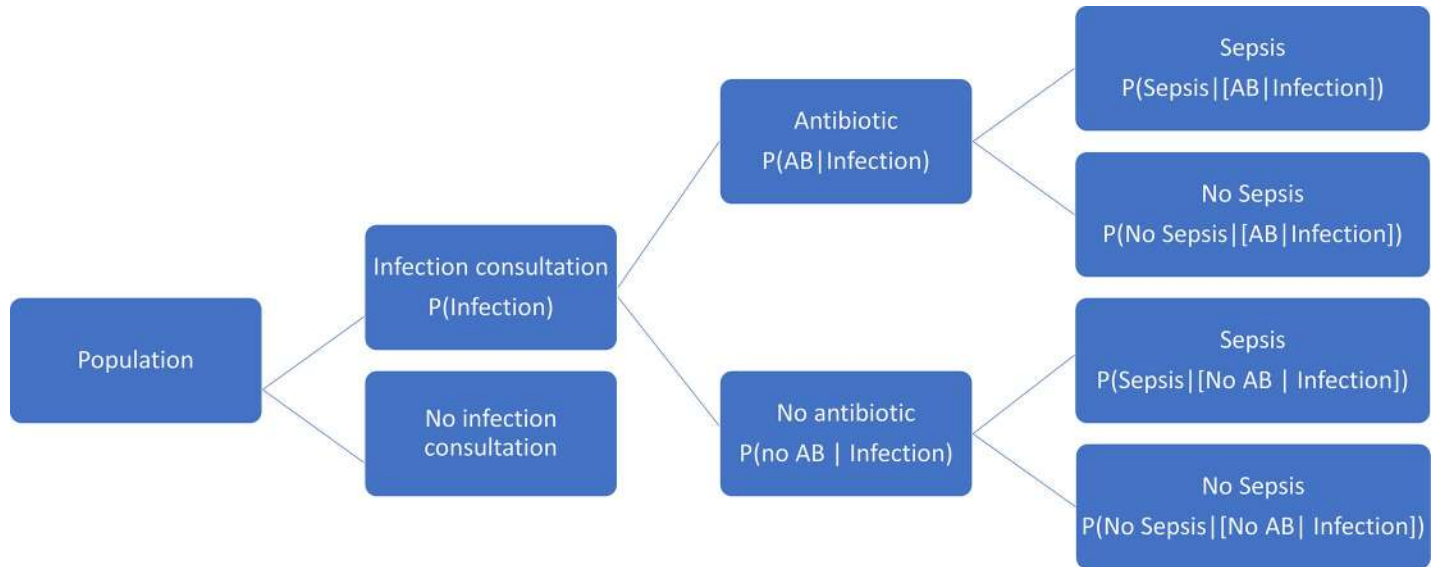 Population
Infection consultation
P(Infection)
No infection
consultation
Antibiotic
P(AB|Infection)
No antibiotic
P(no AB | Infection)
Sepsis
P(Sepsis|[AB|Infection])
No Sepsis
P(No Sepsis|[AB|Infection])
Sepsis
P(Sepsis|[No AB | Infection])
No Sepsis
P(No Sepsis|[No AB| Infection])